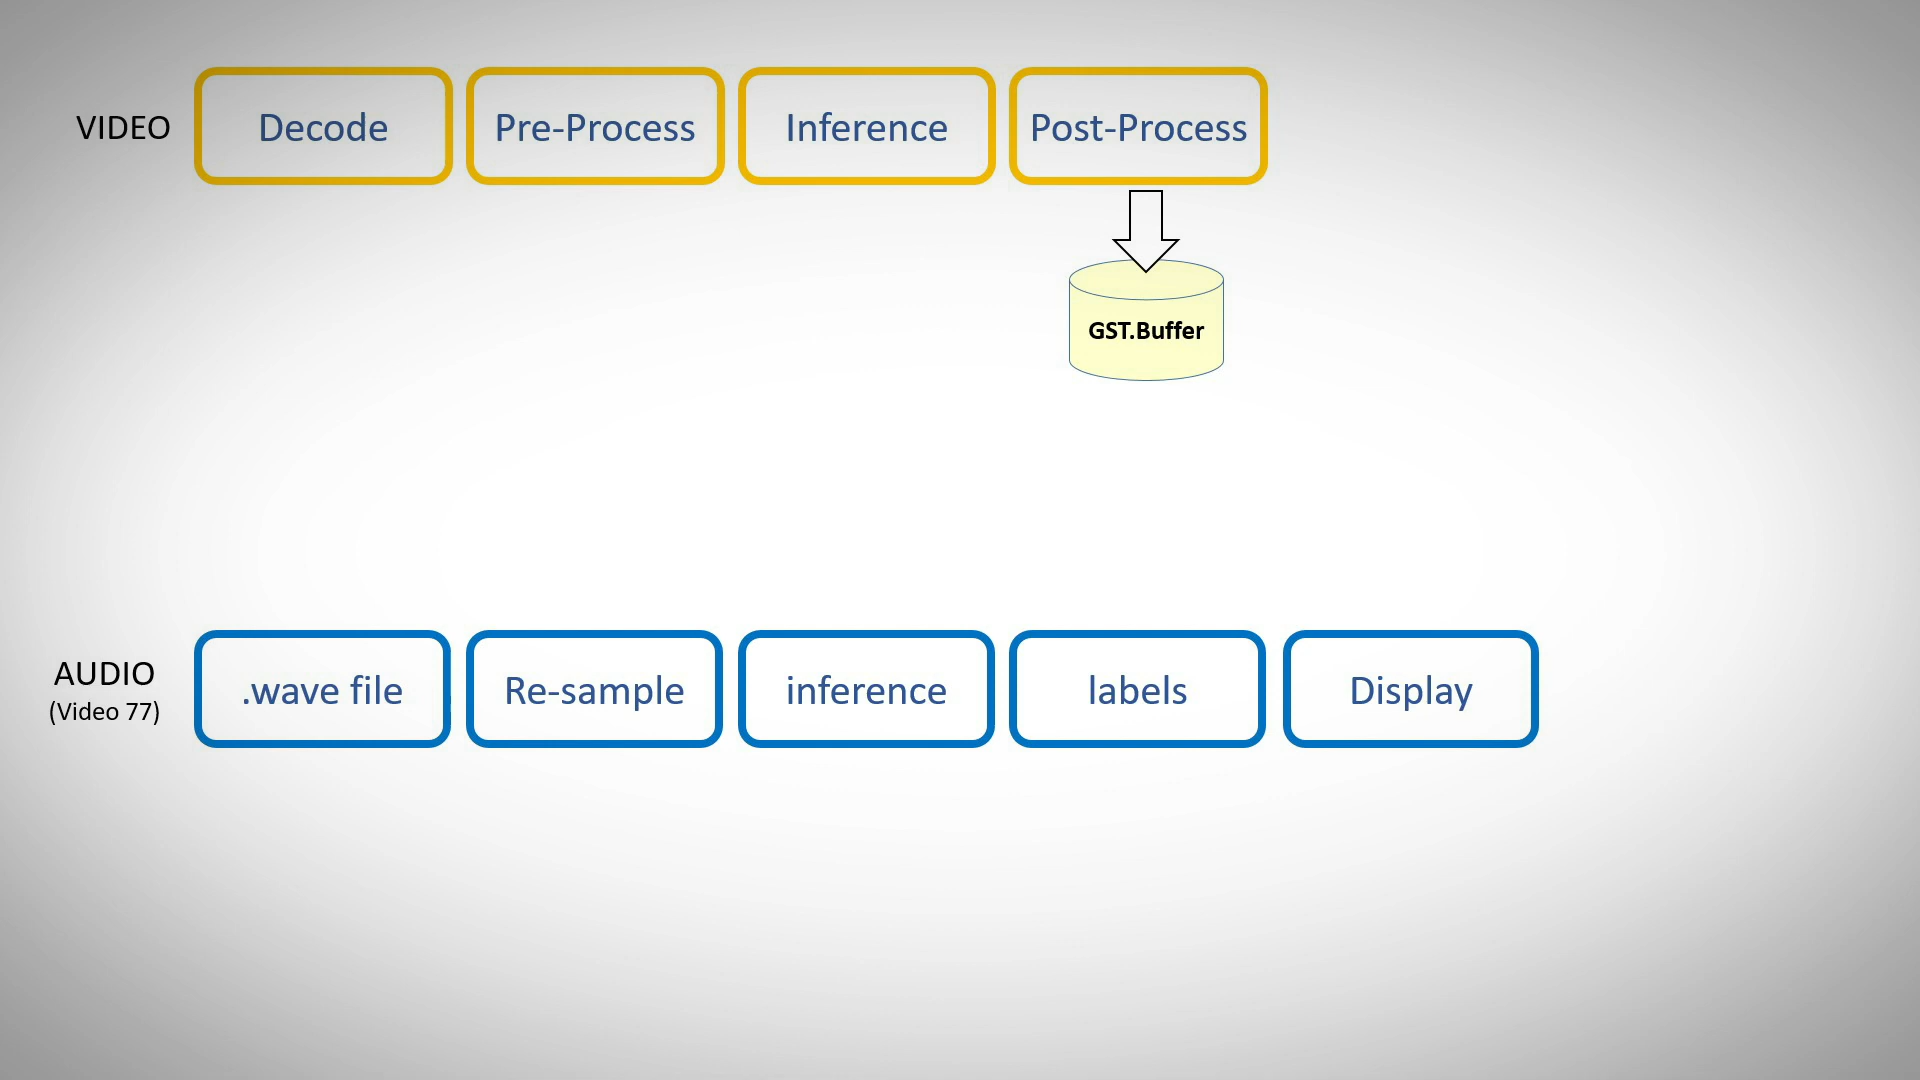 VIDEO
Decode
Pre-Process
Inference
Post-Process
GST.Buffer
AUDIO
(Video 77)
.wave file
Re-sample
inference
labels
Display